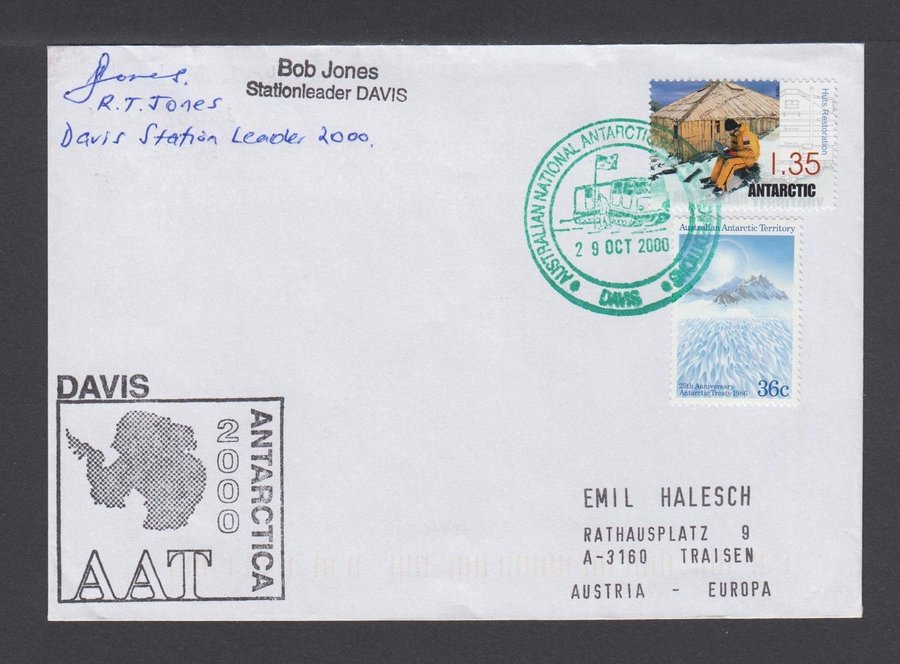 Jones.
R.T. Jones
Davis Station Leader 2000.
Bob Jones
Stationleader DAVIS
Huts Restoration
1.35
ANTARCTIC
AUSTRALIAN NATIONAL ANTARCTIC
29 OCT 2000
DAVIS
Australian Antarctic Territory
25th Anniversary
Antarctic Treaty 1986
36c
DAVIS
ANTARCTICA
2000
AAT
EMIL HALESCH
RATHAUSPLATZ 9
A-3160 TRAISEN
AUSTRIA - EUROPA